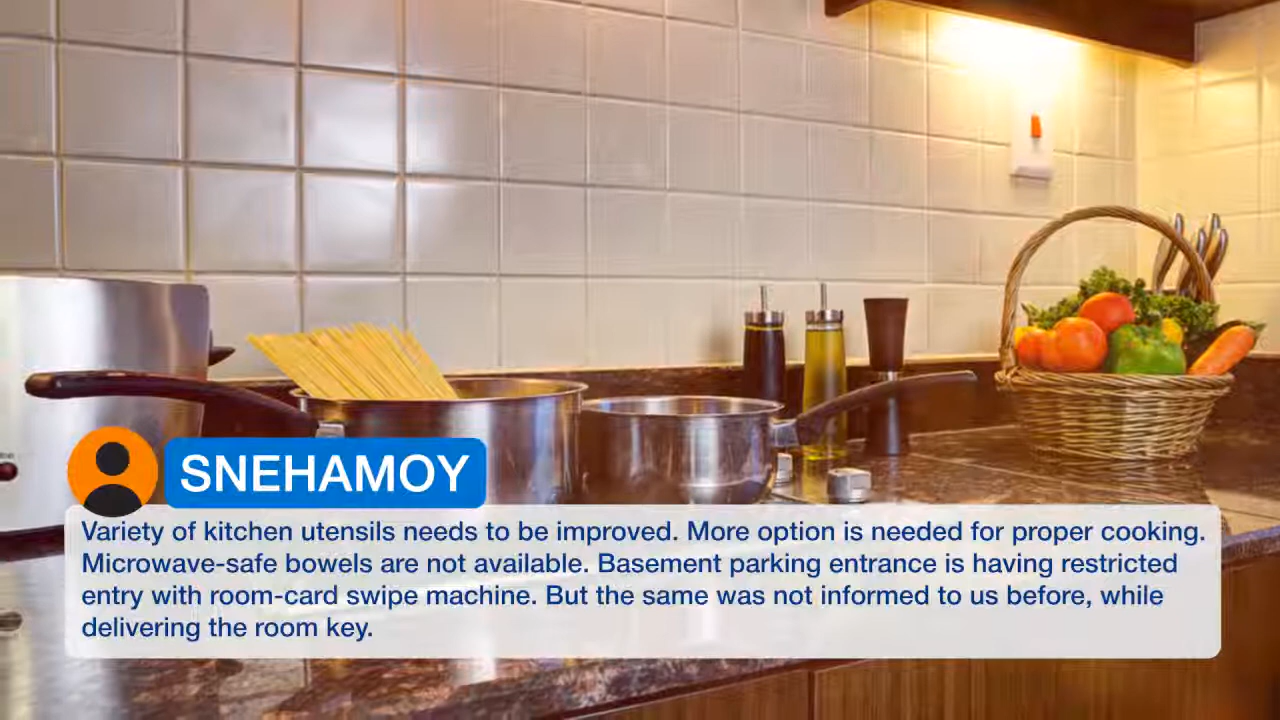 SNEHAMOY
Variety of kitchen utensils needs to be improved. More option is needed for proper cooking.
Microwave-safe bowels are not available. Basement parking entrance is having restricted
entry with room-card swipe machine. But the same was not informed to us before, while
delivering the room key.